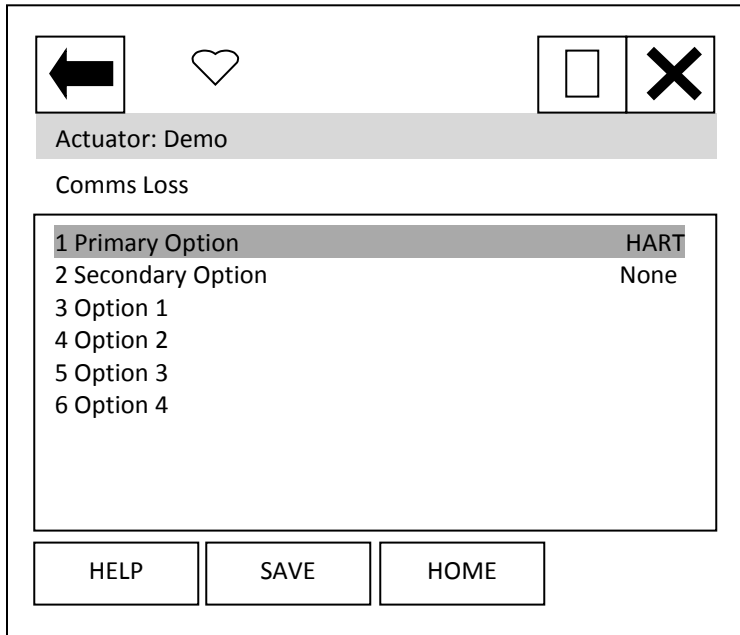 Actuator: Demo
Comms Loss
1 Primary Option HART
2 Secondary Option None
3 Option 1
4 Option 2
5 Option 3
6 Option 4
HELP SAVE HOME